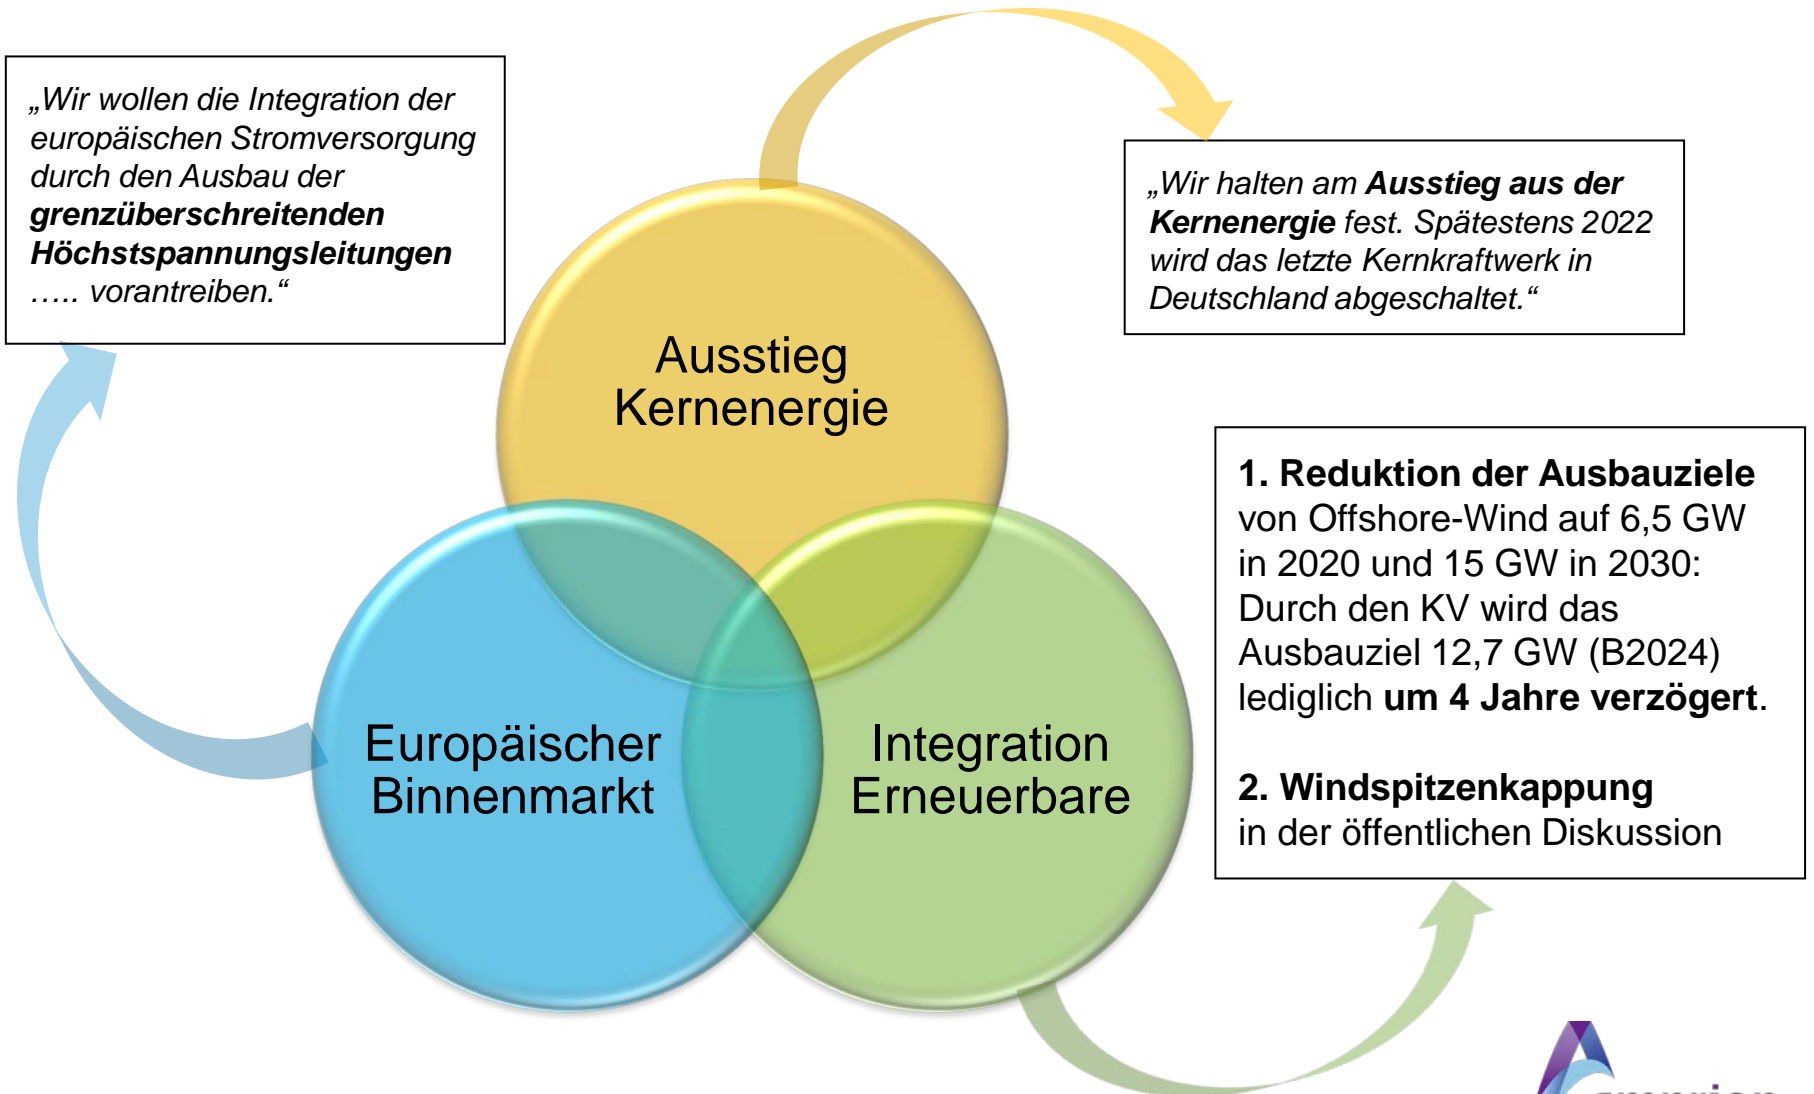 „Wir wollen die Integration der
europäischen Stromversorgung
durch den Ausbau der
grenzüberschreitenden
Höchstspannungsleitungen
….. vorantreiben.“
„Wir halten am Ausstieg aus der
Kernenergie fest. Spätestens 2022
wird das letzte Kernkraftwerk in
Deutschland abgeschaltet.“
Ausstieg
Kernenergie
Europäischer
Binnenmarkt
Integration
Erneuerbare
1. Reduktion der Ausbauziele
von Offshore-Wind auf 6,5 GW
in 2020 und 15 GW in 2030:
Durch den KV wird das
Ausbauziel 12,7 GW (B2024)
lediglich um 4 Jahre verzögert.
2. Windspitzenkappung
in der öffentlichen Diskussion